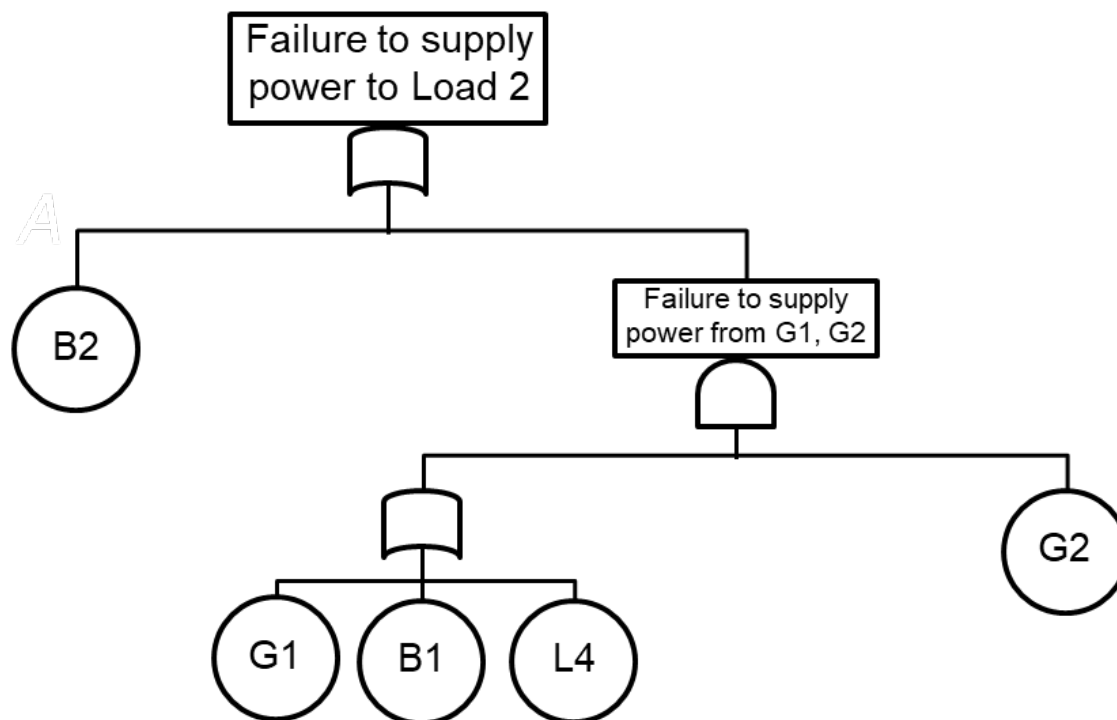 Failure to supply
power to Load 2
A
B2
Failure to supply
power from G1, G2
G2
G1
B1
L4